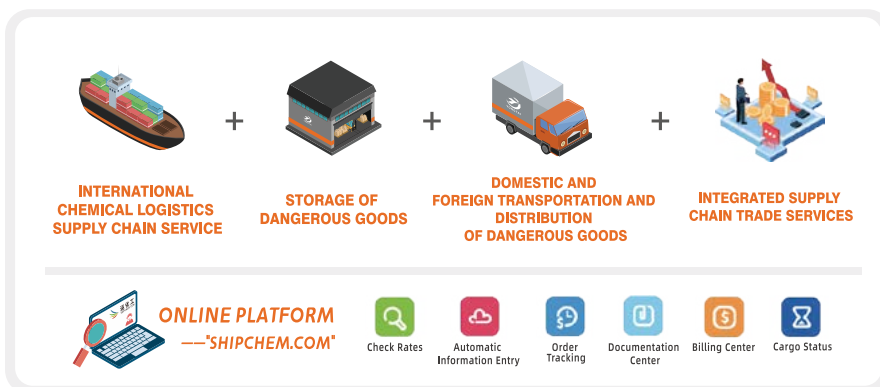 INTERNATIONAL
CHEMICAL LOGISTICS
SUPPLY CHAIN SERVICE
+
STORAGE OF
DANGEROUS GOODS
+
DOMESTIC AND
FOREIGN TRANSPORTATION AND
DISTRIBUTION
OF DANGEROUS GOODS
+
INTEGRATED SUPPLY
CHAIN TRADE SERVICES
ONLINE PLATFORM
——"SHIPCHEM.COM"
Check Rates
Automatic
Information Entry
Order
Tracking
Documentation
Center
Billing Center
Cargo Status